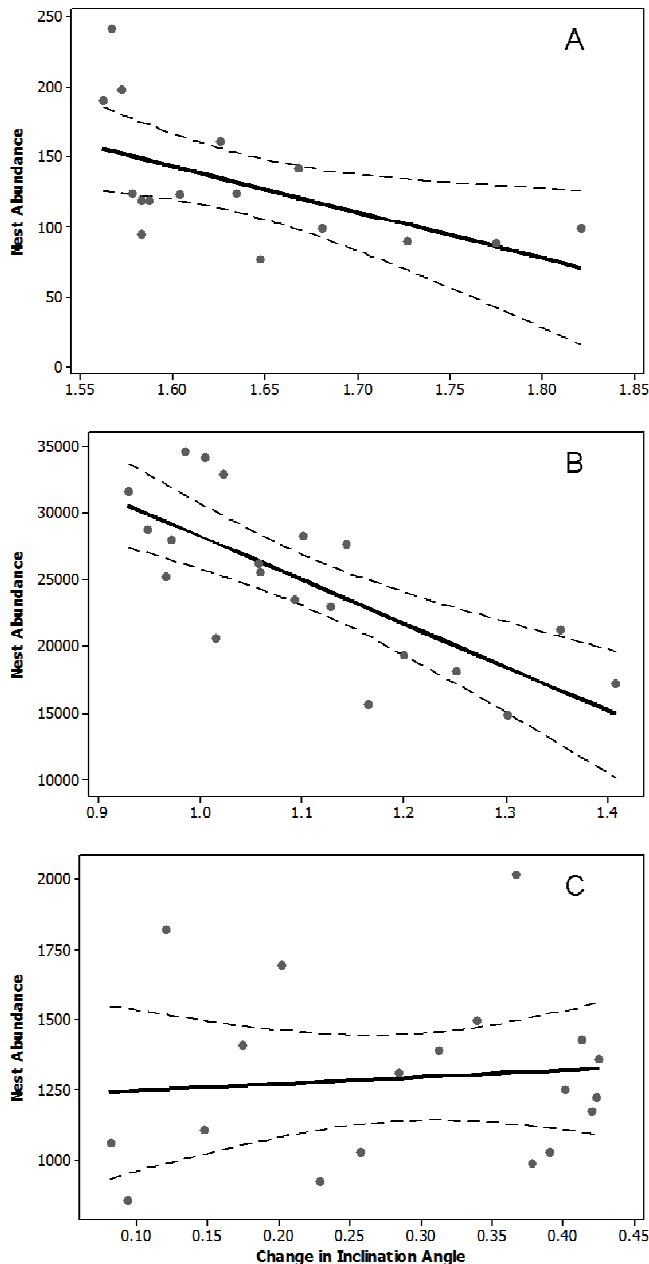 A
250
200
150
100
50
0
Nest Abundance
1.55 1.60 1.65 1.70 1.75 1.80 1.85
B
35000
30000
25000
20000
15000
10000
Nest Abundance
0.9 1.0 1.1 1.2 1.3 1.4
C
2000
1750
1500
1250
1000
Nest Abundance
0.10 0.15 0.20 0.25 0.30 0.35 0.40 0.45
Change in Inclination Angle